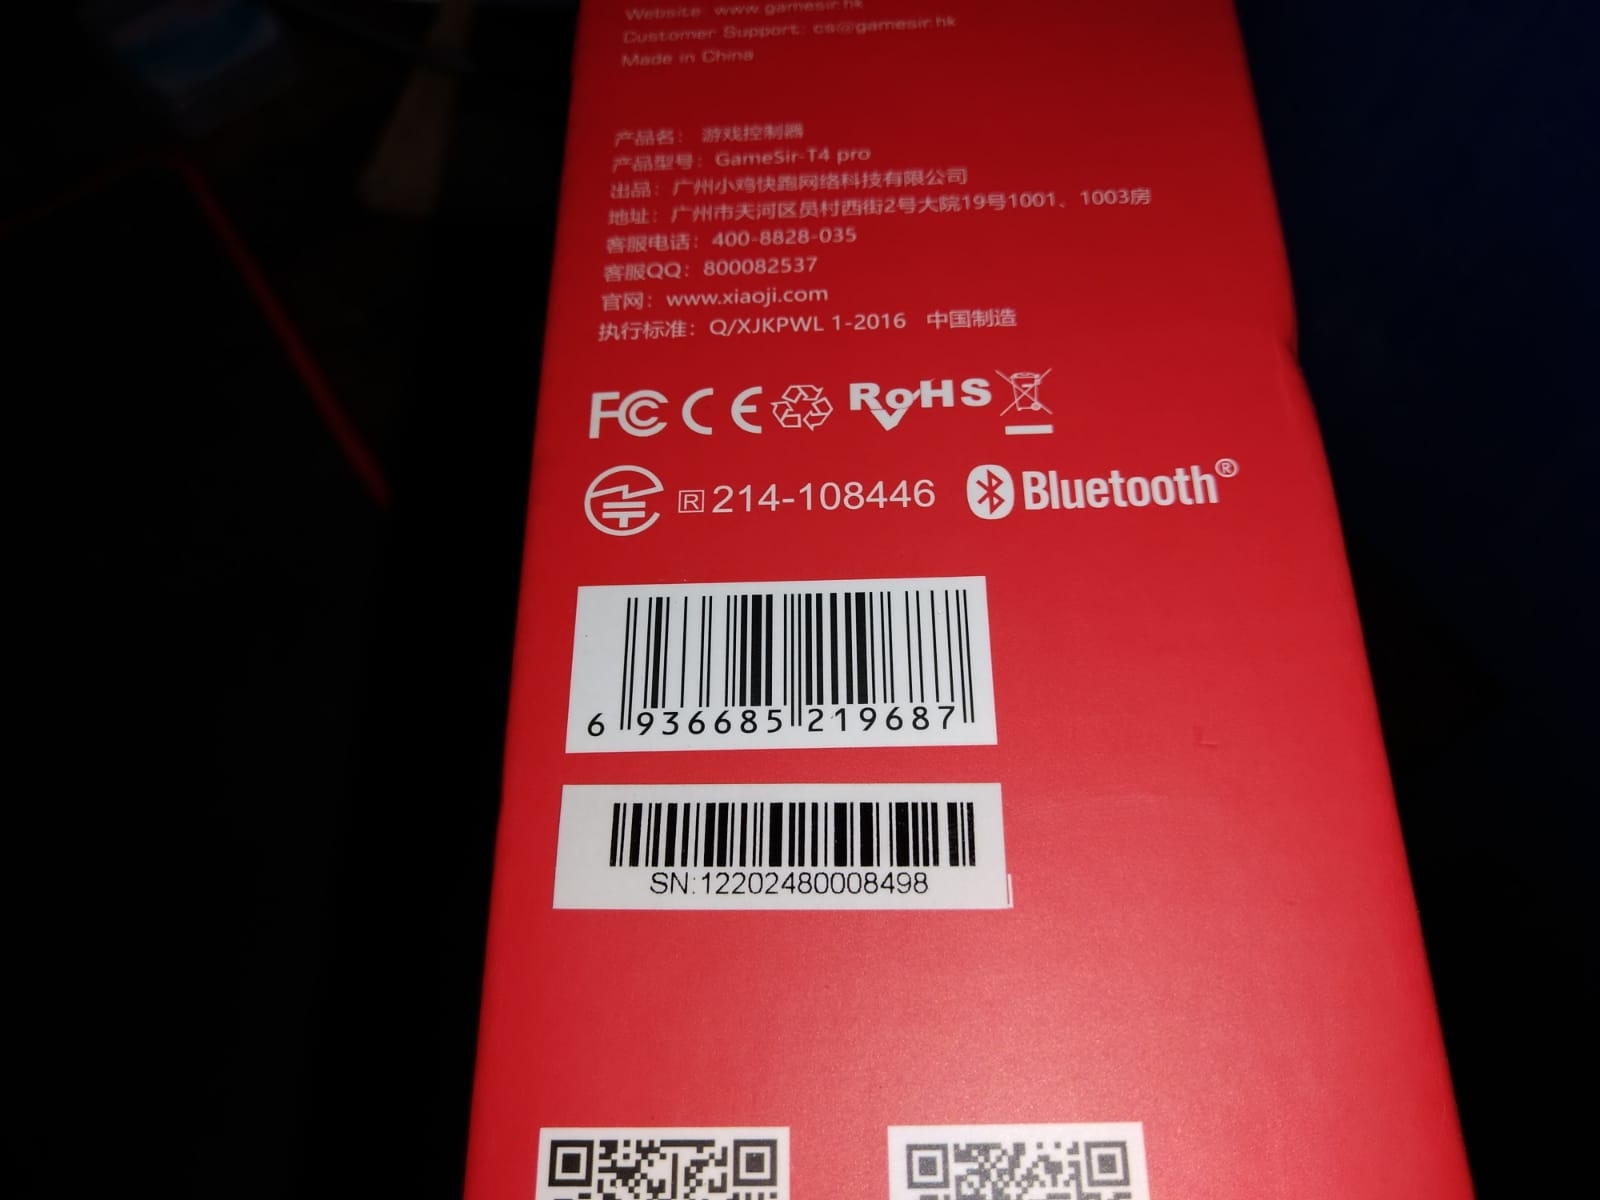 Website: www.gamesir.hk
Customer Support: cs@gamesir.hk
Made in China
产品名： 游戏控制器
产品型号：GameSir-T4 pro
出品：广州小鸡快跑网络科技有限公司
地址：广州市天河区员村西街2号大院19号1001、1003房
客服电话：400-8828-035
客服QQ：800082537
官网：www.xiaoji.com
执行标准：Q/XJKPWL 1-2016 中国制造
FC CE RoHS
R 214-108446 Bluetooth®
6 936685 219687
SN:12202480008498